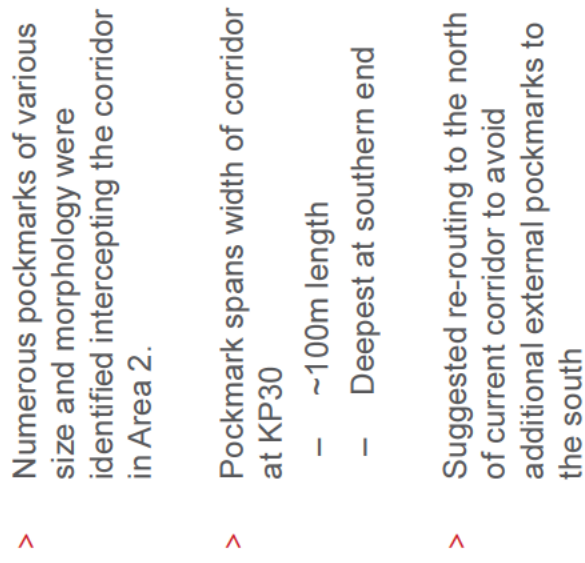 > Numerous pockmarks of various
size and morphology were
identified intercepting the corridor
in Area 2.
> Pockmark spans width of corridor
at KP30
– ~100m length
– Deepest at southern end
> Suggested re-routing to the north
of current corridor to avoid
additional external pockmarks to
the south